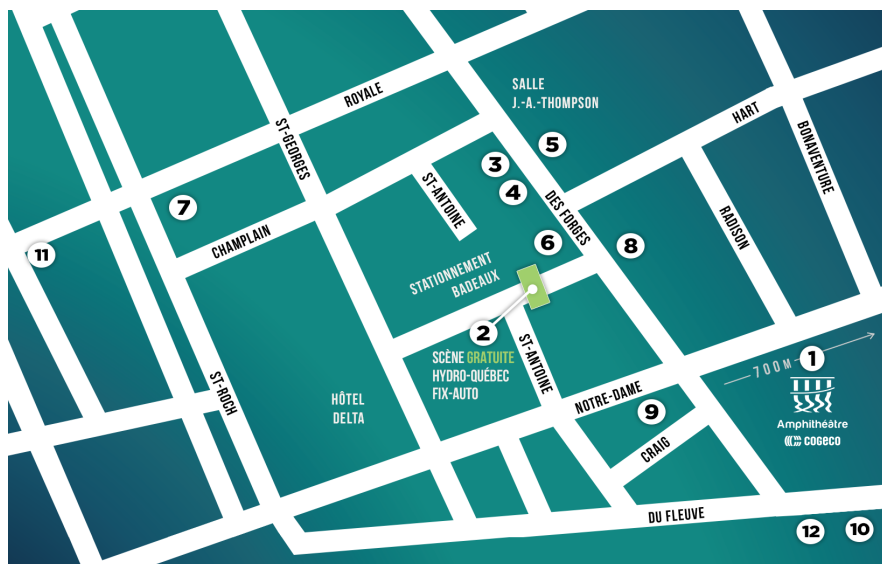 ROYALE
SALLE
J.-A.-THOMPSON
HART
BONAVENTURE
ST-GEORGES
5
3
ST-ANTOINE
4
DES FORGES
RADISON
7
CHAMPLAIN
6
8
11
STATIONNEMENT
BADEAUX
2
SCÈNE GRATUITE
HYDRO-QUÉBEC
FIX-AUTO
ST-ANTOINE
1
700 M
Amphithéâtre
COGECO
ST-ROCH
HÔTEL
DELTA
NOTRE-DAME
9
CRAIG
DU FLEUVE
12
10